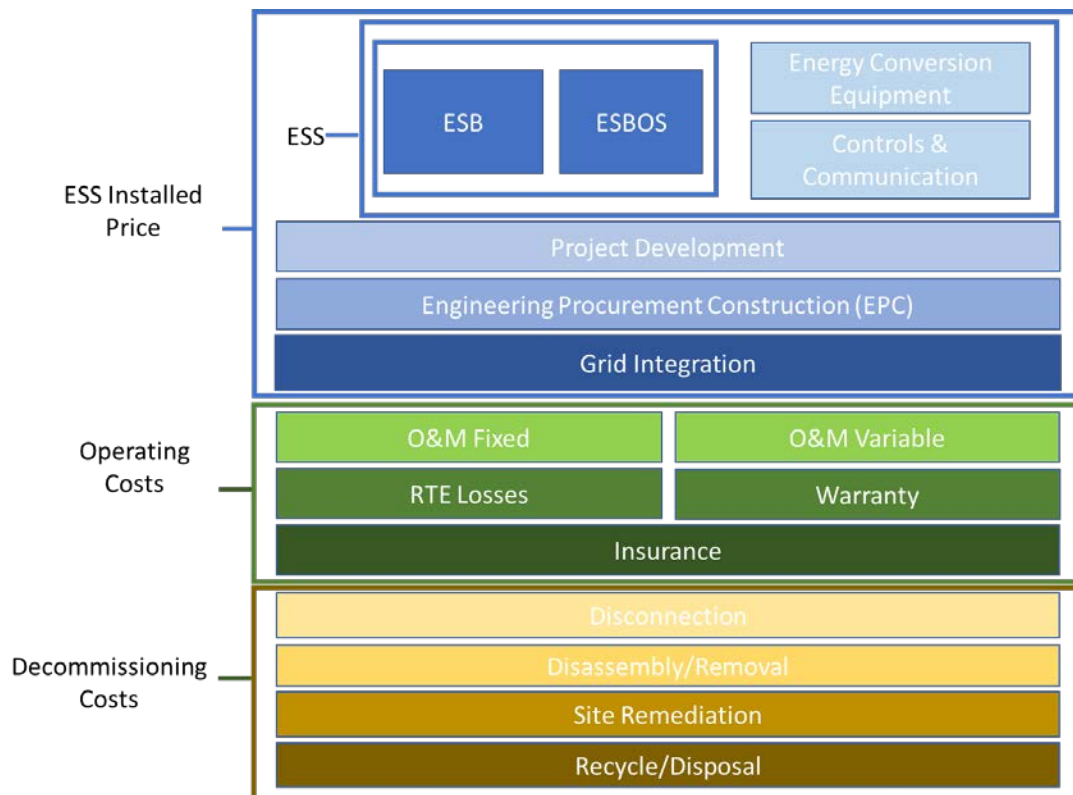 ESB
ESBOS
Energy Conversion
Equipment
Controls &
Communication
ESS
ESS Installed
Price
Project Development
Engineering Procurement Construction (EPC)
Grid Integration
Operating
Costs
O&M Fixed
O&M Variable
RTE Losses
Warranty
Insurance
Decommissioning
Costs
Disconnection
Disassembly/Removal
Site Remediation
Recycle/Disposal